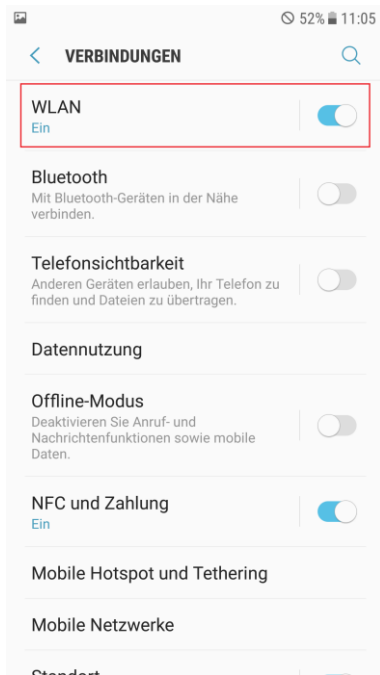 52% 11:05
VERBINDUNGEN
WLAN
Ein
Bluetooth
Mit Bluetooth-Geräten in der Nähe
verbinden.
Telefonsichtbarkeit
Anderen Geräten erlauben, Ihr Telefon zu
finden und Dateien zu übertragen.
Datennutzung
Offline-Modus
Deaktivieren Sie Anruf- und
Nachrichtenfunktionen sowie mobile
Daten.
NFC und Zahlung
Ein
Mobile Hotspot und Tethering
Mobile Netzwerke
Standort